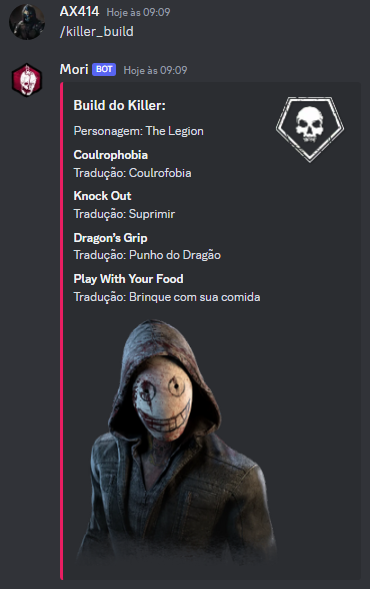 AX414 Hoje às 09:09
/killer_build
Mori BOT Hoje às 09:09
Build do Killer:
Personagem: The Legion
Coulrophobia
Tradução: Coulrofobia
Knock Out
Tradução: Suprimir
Dragon's Grip
Tradução: Punho do Dragão
Play With Your Food
Tradução: Brinque com sua comida